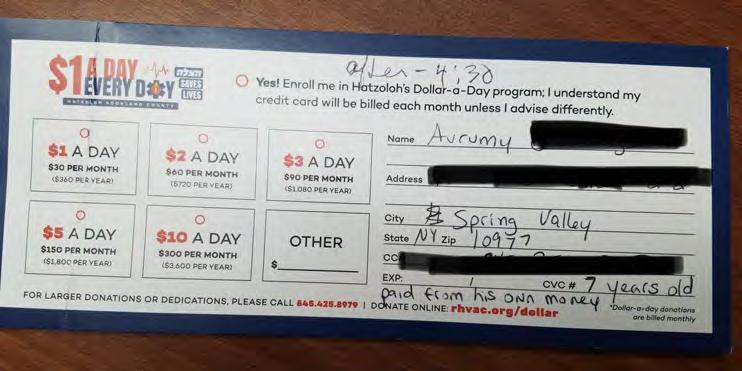 after - 4:30
$1 A DAY
EVERY DAY
הצלה
SAVES
LIVES
HATZOLOH ROCKLAND COUNTY
Yes! Enroll me in Hatzoloh's Dollar-a-Day program; I understand my
credit card will be billed each month unless I advise differently.
$1 A DAY
$30 PER MONTH
($360 PER YEAR)
$2 A DAY
$60 PER MONTH
($720 PER YEAR)
$3 A DAY
$90 PER MONTH
($1,080 PER YEAR)
$5 A DAY
$150 PER MONTH
($1,800 PER YEAR)
$10 A DAY
$300 PER MONTH
($3,600 PER YEAR)
OTHER
$
Name Avrumy
Address
City Spring Valley
State NY Zip 10977
CC
EXP: / CVC # 7 years old
paid from his own money
*Dollar-a-day donations
are billed monthly
FOR LARGER DONATIONS OR DEDICATIONS, PLEASE CALL 845.425.8979 | DONATE ONLINE: rhvac.org/dollar